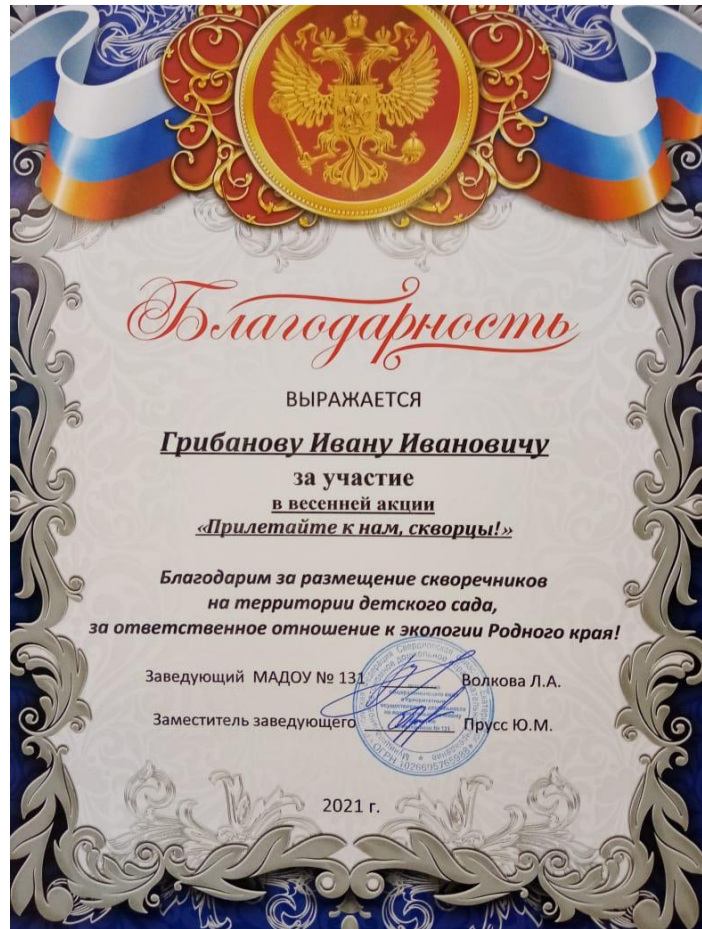 Благодарность
ВЫРАЖАЕТСЯ
Грибанову Ивану Ивановичу
за участие
в весенней акции
«Прилетайте к нам, скворцы!»
Благодарим за размещение скворечников
на территории детского сада,
за ответственное отношение к экологии Родного края!
Заведующий МАДОУ № 131 Волкова Л.А.
Заместитель заведующего Прусс Ю.М.
2021 г.